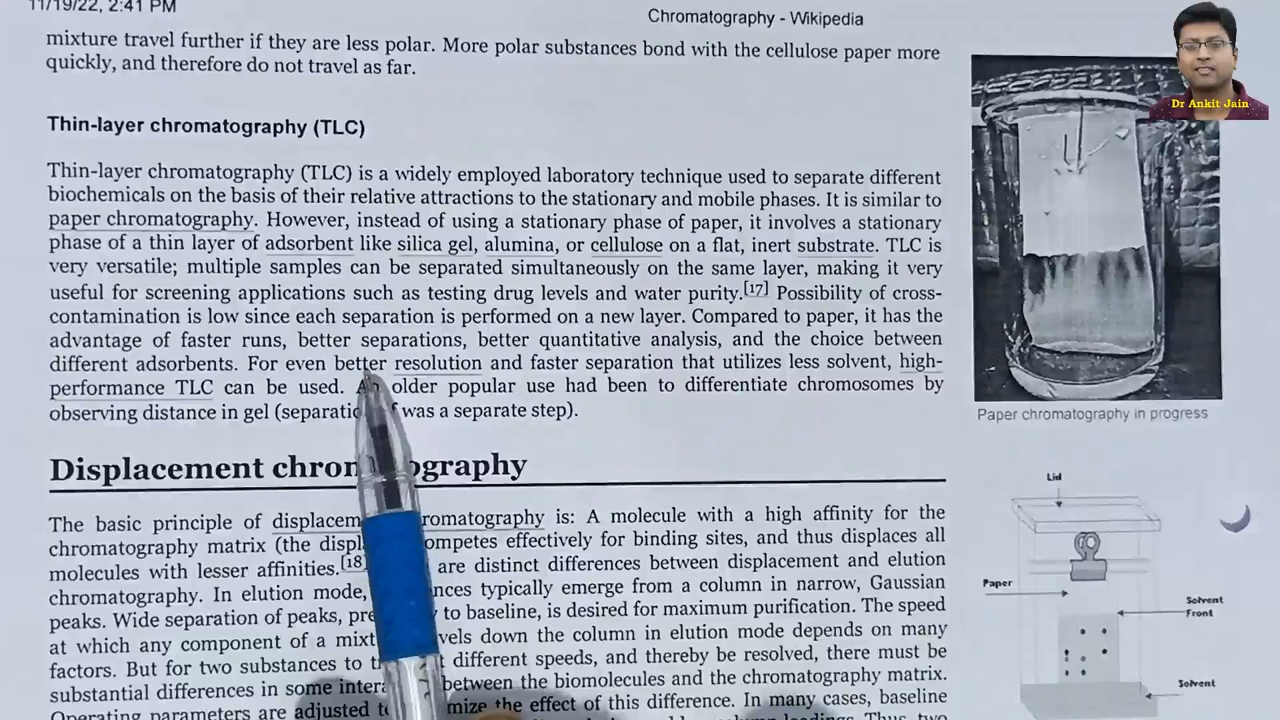 11/19/22, 2:41 PM
Chromatography - Wikipedia
mixture travel further if they are less polar. More polar substances bond with the cellulose paper more
quickly, and therefore do not travel as far.
Thin-layer chromatography (TLC)
Thin-layer chromatography (TLC) is a widely employed laboratory technique used to separate different
biochemicals on the basis of their relative attractions to the stationary and mobile phases. It is similar to
paper chromatography. However, instead of using a stationary phase of paper, it involves a stationary
phase of a thin layer of adsorbent like silica gel, alumina, or cellulose on a flat, inert substrate. TLC is
very versatile; multiple samples can be separated simultaneously on the same layer, making it very
useful for screening applications such as testing drug levels and water purity.[17] Possibility of cross-
contamination is low since each separation is performed on a new layer. Compared to paper, it has the
advantage of faster runs, better separations, better quantitative analysis, and the choice between
different adsorbents. For even better resolution and faster separation that utilizes less solvent, high-
performance TLC can be used. An older popular use had been to differentiate chromosomes by
observing distance in gel (separatio f was a separate step).
Displacement chron ography
The basic principle of displacem romatography is: A molecule with a high affinity for the
chromatography matrix (the displ ompetes effectively for binding sites, and thus displaces all
molecules with lesser affinities.[18] are distinct differences between displacement and elution
chromatography. In elution mode, nces typically emerge from a column in narrow, Gaussian
peaks. Wide separation of peaks, pre y to baseline, is desired for maximum purification. The speed
at which any component of a mixt vels down the column in elution mode depends on many
factors. But for two substances to t t different speeds, and thereby be resolved, there must be
substantial differences in some inter between the biomolecules and the chromatography matrix.
Operating parameters are adjusted to mize the effect of this difference. In many cases, baseline
Thus, two
Dr Ankit Jain
Paper chromatography in progress
Lid
Paper
Solvent
Front
Solvent